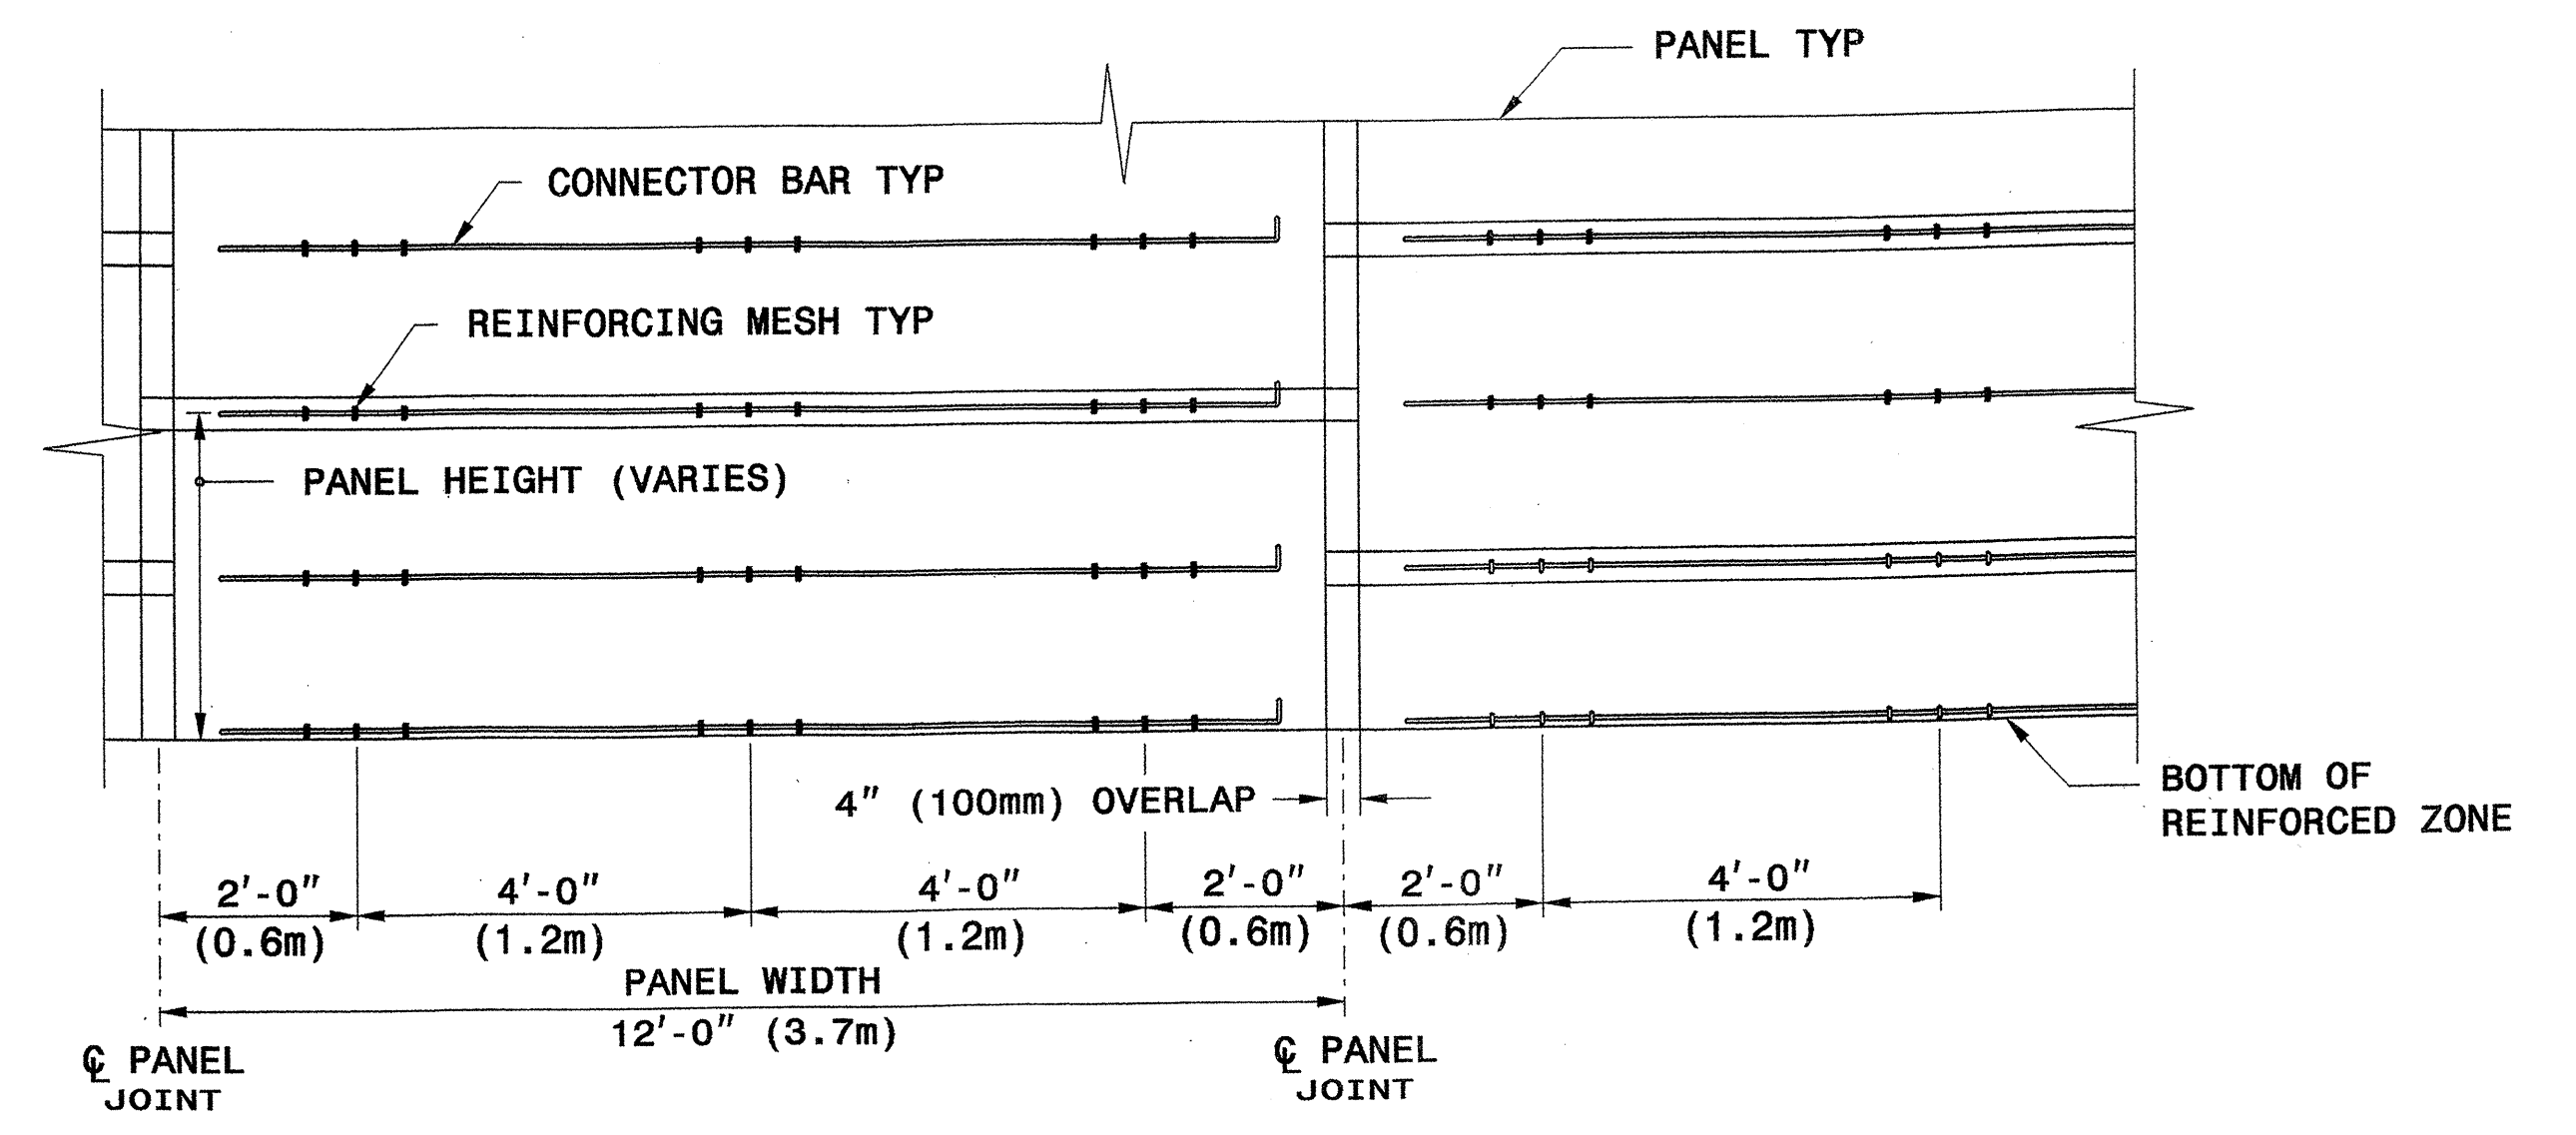 PANEL TYP
CONNECTOR BAR TYP
REINFORCING MESH TYP
PANEL HEIGHT (VARIES)
4" (100mm) OVERLAP
BOTTOM OF
REINFORCED ZONE
2'-0" 4'-0" 4'-0" 2'-0" 2'-0" 4'-0"
(0.6m) (1.2m) (1.2m) (0.6m) (0.6m) (1.2m)
PANEL WIDTH
12'-0" (3.7m)
℄ PANEL
JOINT
℄ PANEL
JOINT